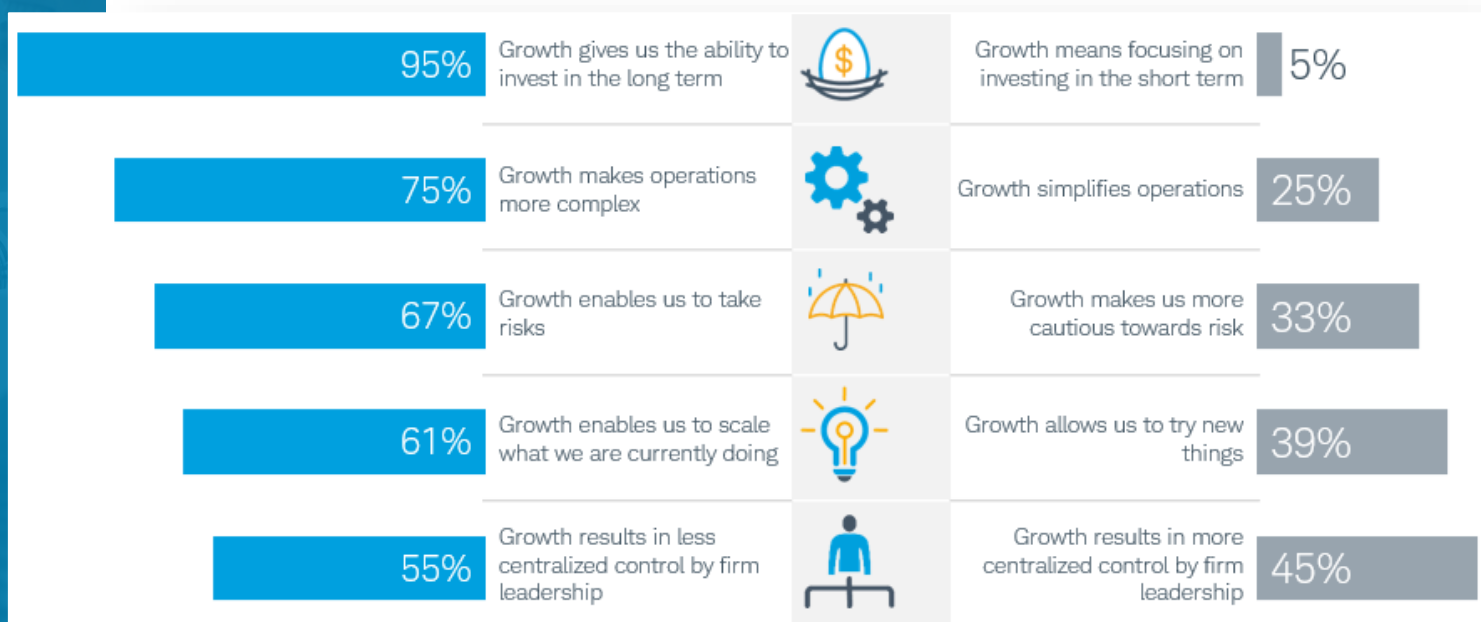 95%
Growth gives us the ability to
invest in the long term
$
Growth means focusing on
investing in the short term
5%
75%
Growth makes operations
more complex
Growth simplifies operations
25%
67%
Growth enables us to take
risks
Growth makes us more
cautious towards risk
33%
61%
Growth enables us to scale
what we are currently doing
Growth allows us to try new
things
39%
55%
Growth results in less
centralized control by firm
leadership
Growth results in more
centralized control by firm
leadership
45%